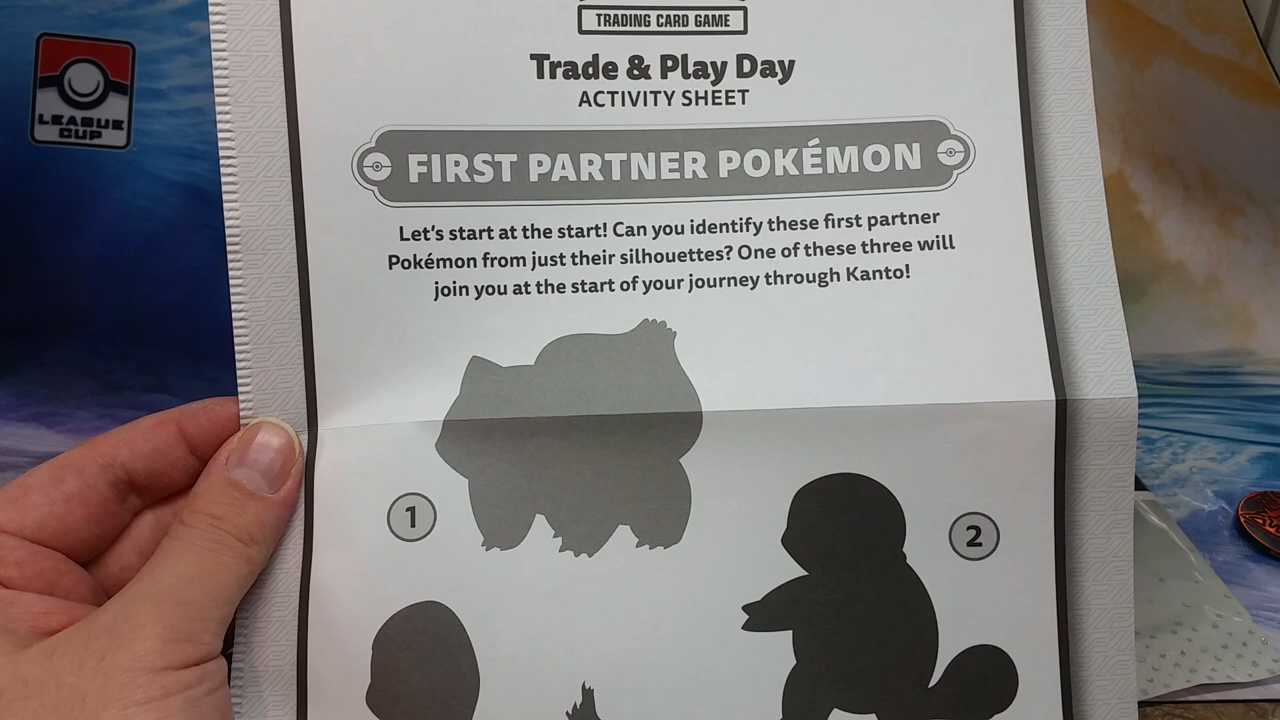 TRADING CARD GAME
Trade & Play Day
ACTIVITY SHEET
FIRST PARTNER POKÉMON
Let's start at the start! Can you identify these first partner
Pokémon from just their silhouettes? One of these three will
join you at the start of your journey through Kanto!
1
2
LEAGUE
CUP